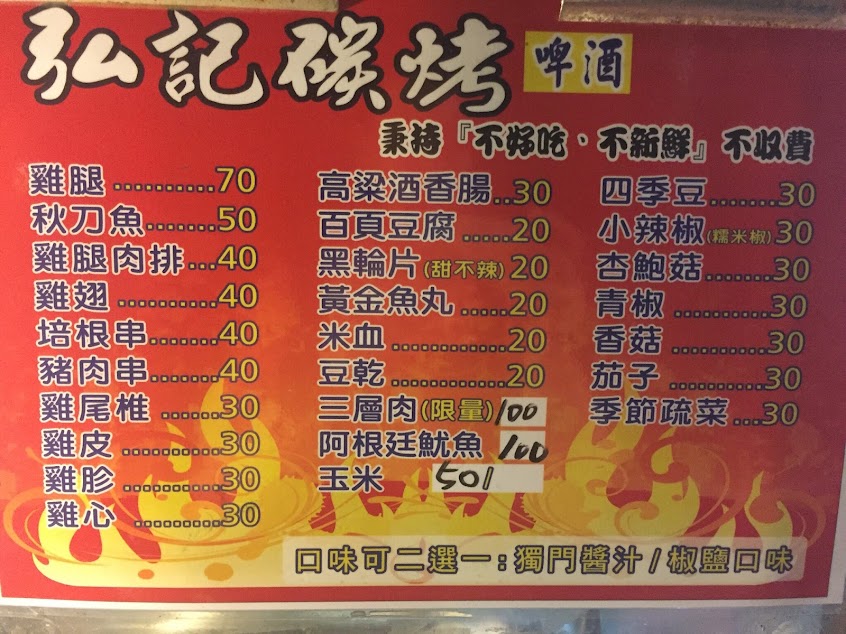 弘記碳烤 啤酒
秉持『不好吃·不新鮮』不收費
雞腿..........70
秋刀魚.......50
雞腿肉排...40
雞翅..........40
培根串.......40
豬肉串.......40
雞尾椎 ......30
雞皮..........30
雞胗..........30
雞心..........30
高梁酒香腸..30
百頁豆腐.....20
黑輪片(甜不辣) 20
黃金魚丸.....20
米血............20
豆乾............20
三層肉(限量) 100
阿根廷魷魚 100
玉米 50/
四季豆.......30
小辣椒(糯米椒)30
杏鮑菇.......30
青椒..........30
香菇..........30
茄子..........30
季節疏菜...30
口味可二選一:獨門醬汁/椒鹽口味